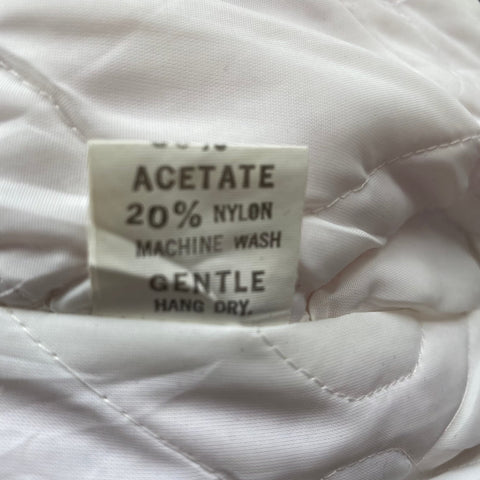 ACETATE
20% NYLON
MACHINE WASH
GENTLE
HANG DRY.